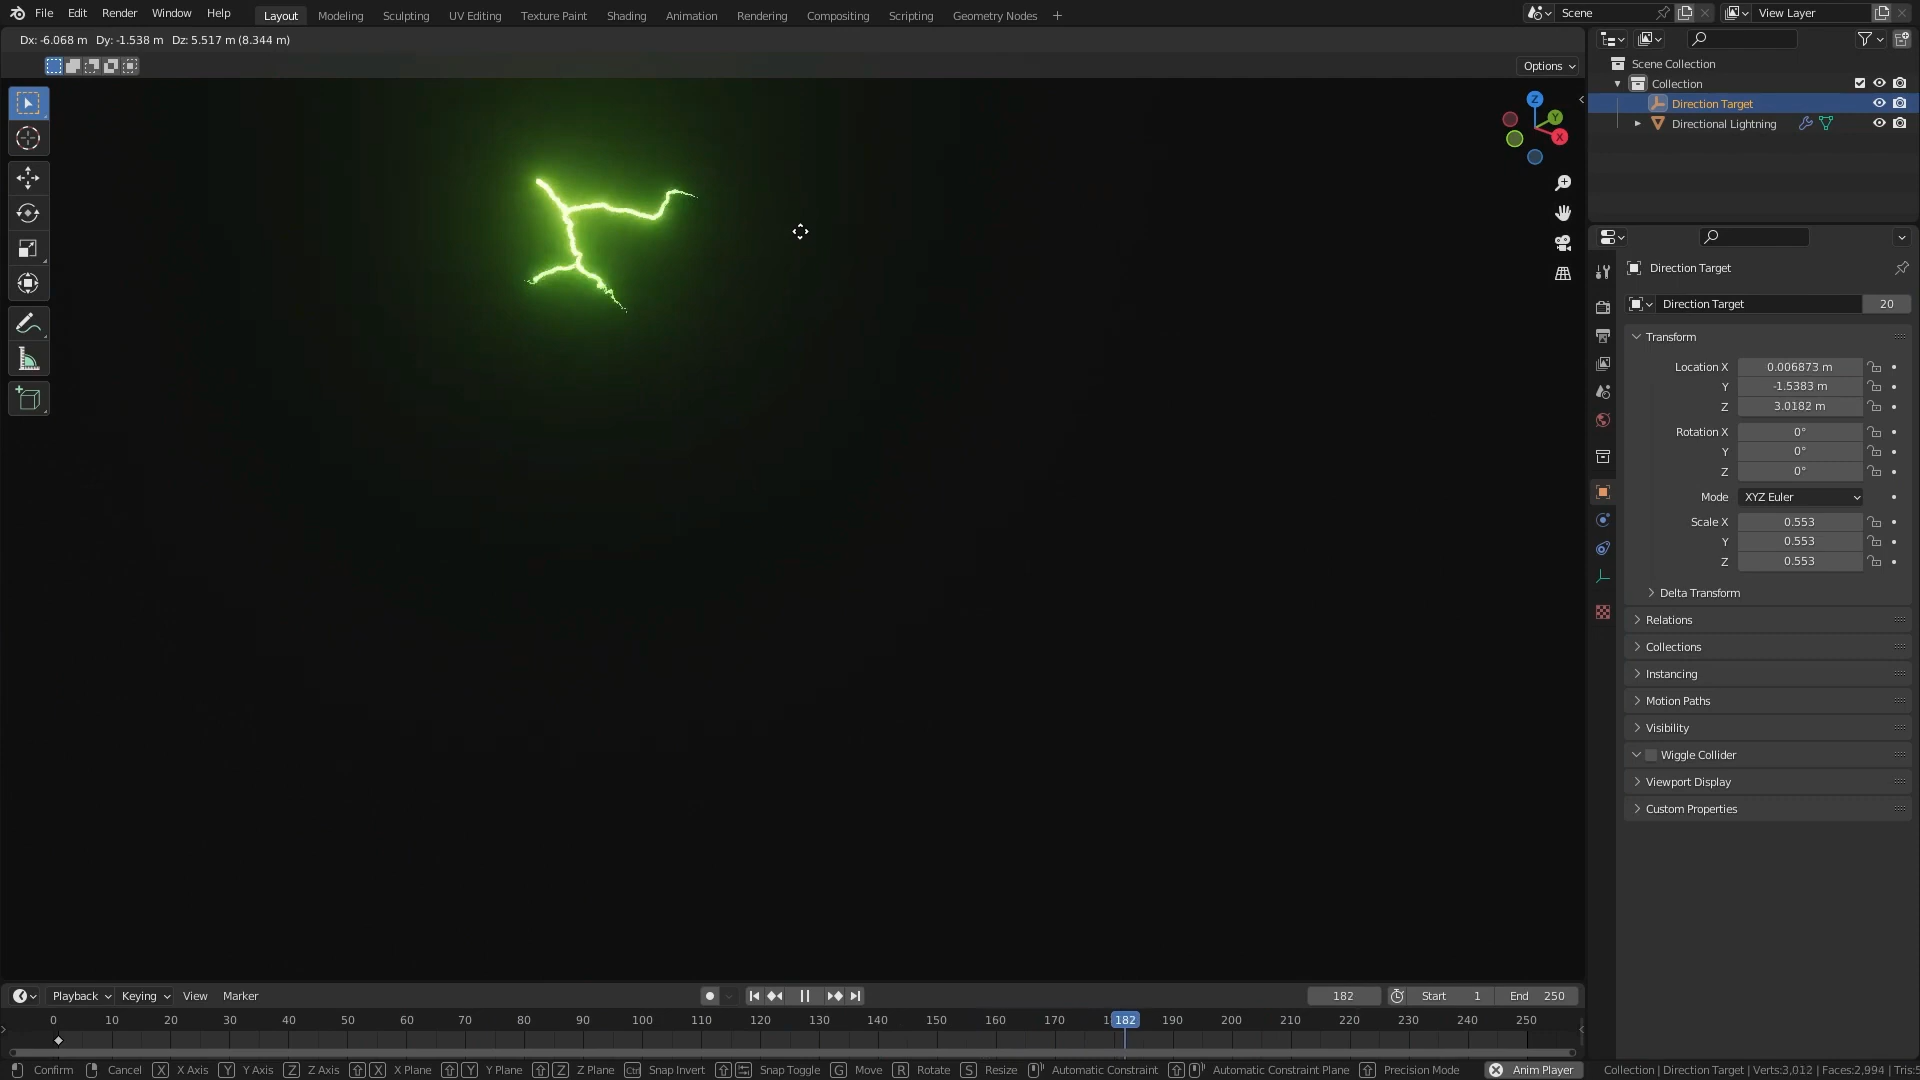 File Edit Render Window Help Layout Modeling Sculpting UV Editing Texture Paint Shading Animation Rendering Compositing Scripting Geometry Nodes + Scene View Layer
Dx: -6.068 m Dy: -1.538 m Dz: 5.517 m (8.344 m)
Options
Z
Y
X
Scene Collection
Collection
Direction Target
Directional Lightning
Direction Target
Direction Target 20
Transform
Location X 0.006873 m
Y -1.5383 m
Z 3.0182 m
Rotation X 0°
Y 0°
Z 0°
Mode XYZ Euler
Scale X 0.553
Y 0.553
Z 0.553
Delta Transform
Relations
Collections
Instancing
Motion Paths
Visibility
Wiggle Collider
Viewport Display
Custom Properties
Playback Keying View Marker 182 Start 1 End 250
0 10 20 30 40 50 60 70 80 90 100 110 120 130 140 150 160 170 182 190 200 210 220 230 240 250
Confirm Cancel X X Axis Y Y Axis Z Z Axis X X Plane Y Y Plane Z Z Plane Ctrl Snap Invert Snap Toggle G Move R Rotate S Resize Automatic Constraint Automatic Constraint Plane Precision Mode Anim Player Collection | Direction Target | Verts:3,012 | Faces:2,994 | Tris: